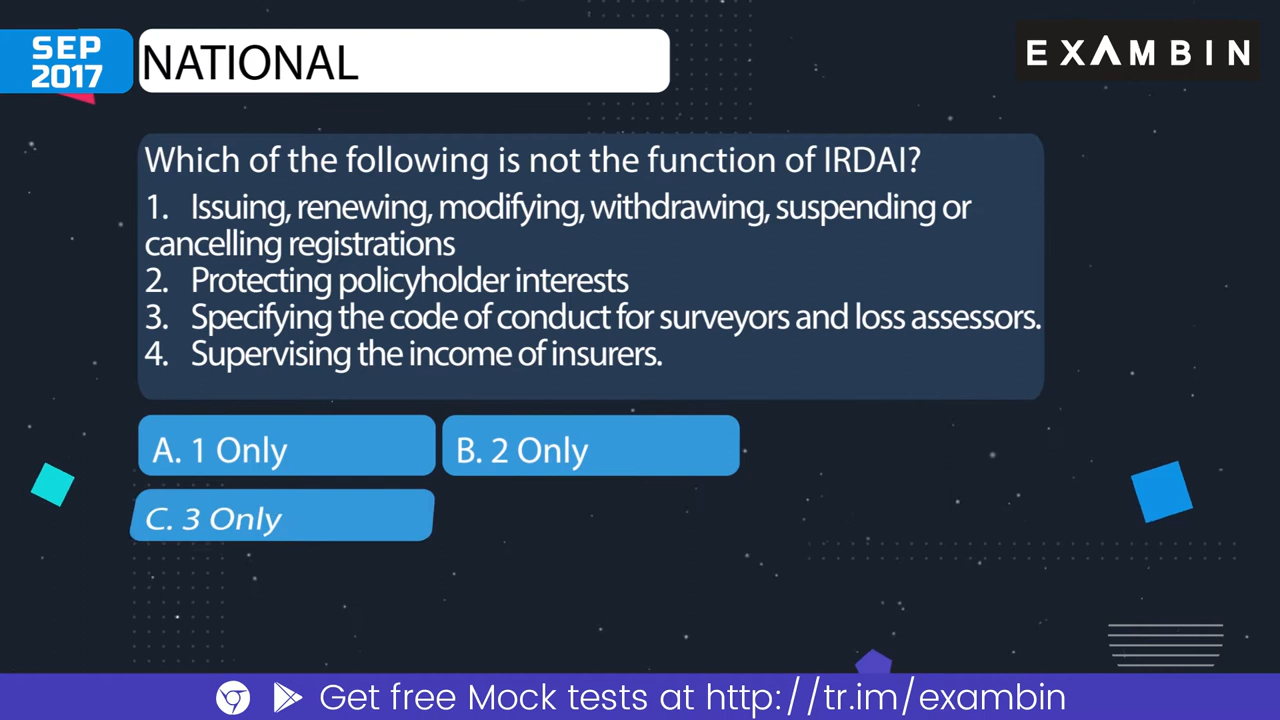 SEP
2017
NATIONAL
EXAMBIN
Which of the following is not the function of IRDAI?
1. Issuing, renewing, modifying, withdrawing, suspending or
cancelling registrations
2. Protecting policyholder interests
3. Specifying the code of conduct for surveyors and loss assessors.
4. Supervising the income of insurers.
A. 1 Only
B. 2 Only
C. 3 Only
Get free Mock tests at http://tr.im/exambin